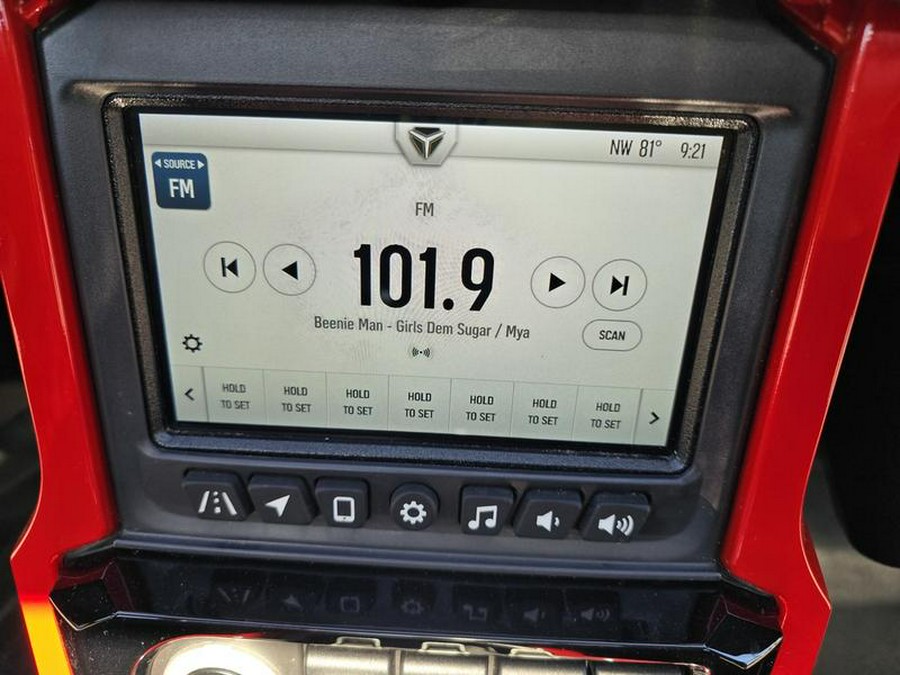 NW 81° 9:21
◀ SOURCE ▶
FM
FM
101.9
Beenie Man - Girls Dem Sugar / Mya
SCAN
HOLD HOLD HOLD HOLD HOLD HOLD HOLD
TO SET TO SET TO SET TO SET TO SET TO SET TO SET